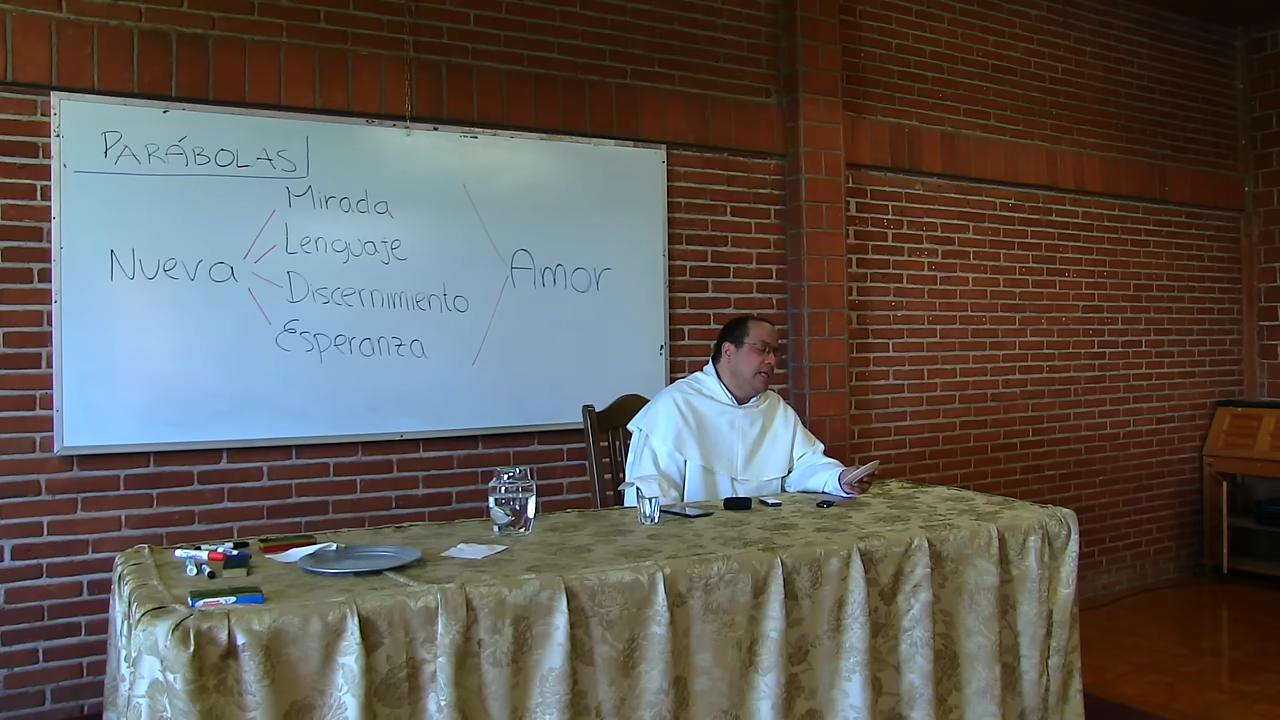 PARÁBOLAS
Mirada
Lenguaje
Nueva
Amor
Discernimiento
Esperanza